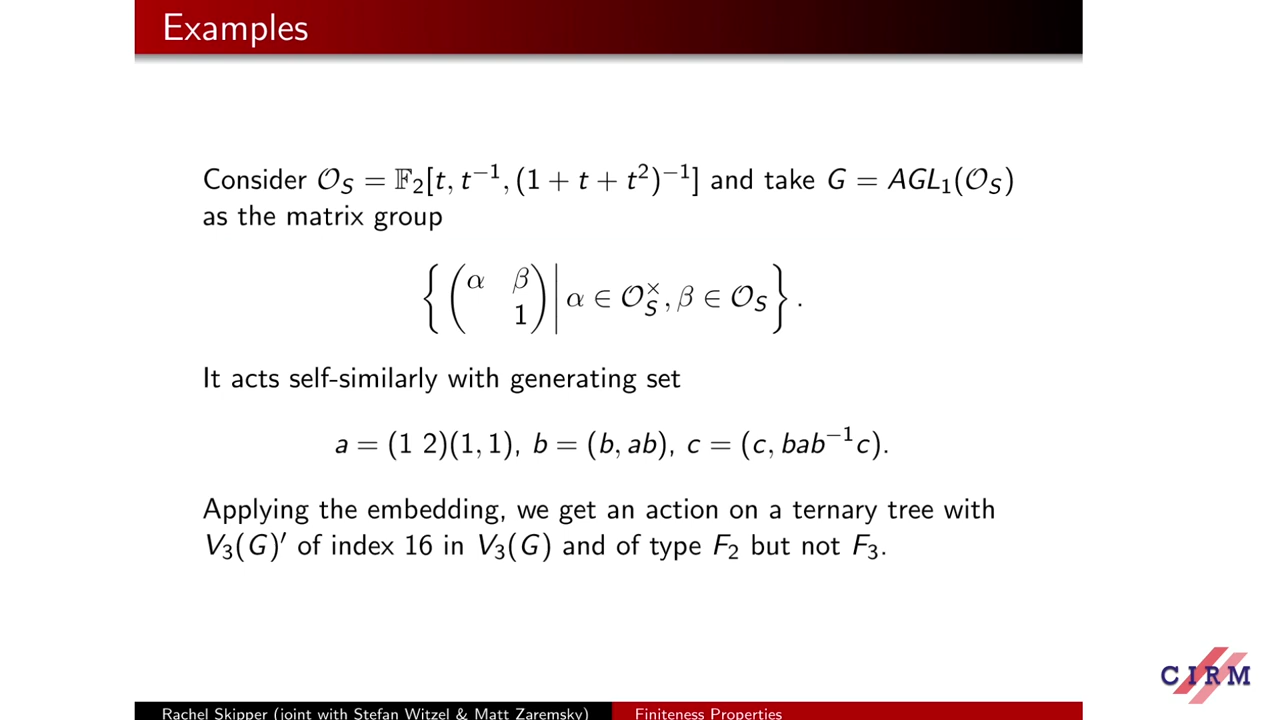 Examples
Consider 𝒪_S = 𝔽₂[t, t⁻¹, (1 + t + t²)⁻¹] and take G = AGL₁(𝒪_S)
as the matrix group
{ ( α β
1 ) | α ∈ 𝒪_S^×, β ∈ 𝒪_S } .
It acts self-similarly with generating set
a = (1 2)(1, 1), b = (b, ab), c = (c, bab⁻¹c).
Applying the embedding, we get an action on a ternary tree with
V₃(G)′ of index 16 in V₃(G) and of type F₂ but not F₃.
CIRM
Rachel Skipper (joint with Stefan Witzel & Matt Zaremsky) Finiteness Properties